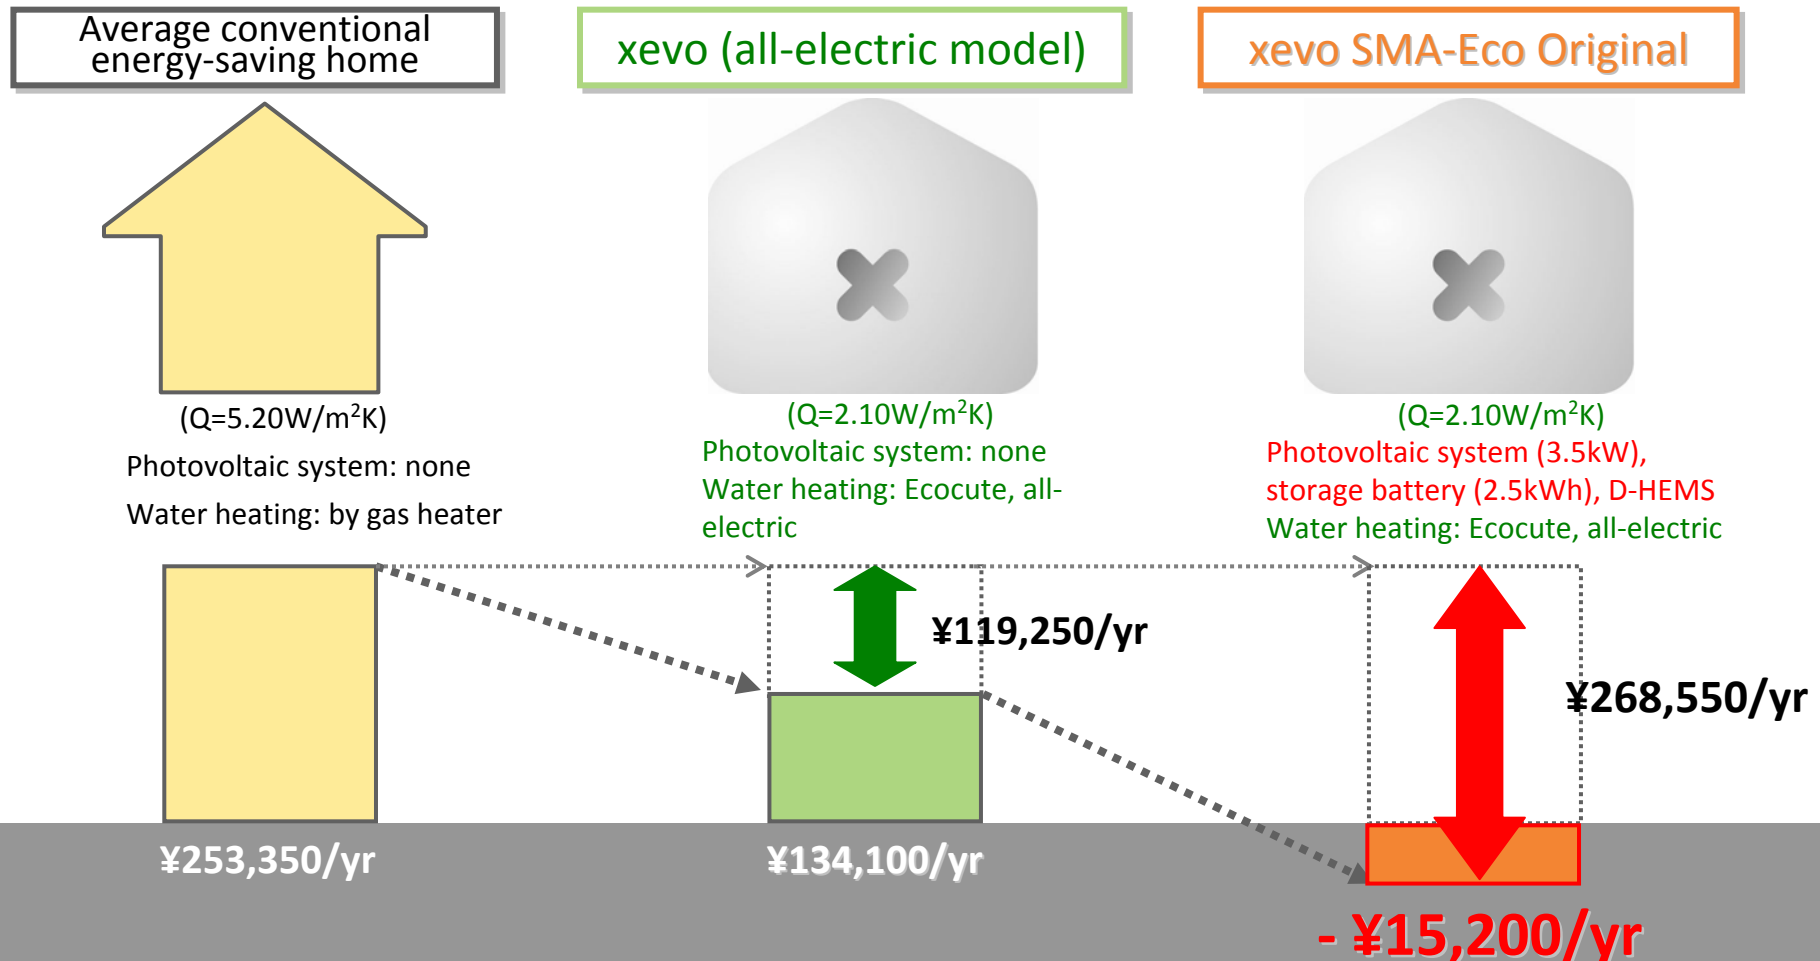 Average conventional
energy-saving home
xevo (all-electric model)
xevo SMA-Eco Original
(Q=5.20W/m²K)
Photovoltaic system: none
Water heating: by gas heater
(Q=2.10W/m²K)
Photovoltaic system: none
Water heating: Ecocute, all-
electric
(Q=2.10W/m²K)
Photovoltaic system (3.5kW),
storage battery (2.5kWh), D-HEMS
Water heating: Ecocute, all-electric
¥119,250/yr
¥268,550/yr
¥253,350/yr
¥134,100/yr
- ¥15,200/yr